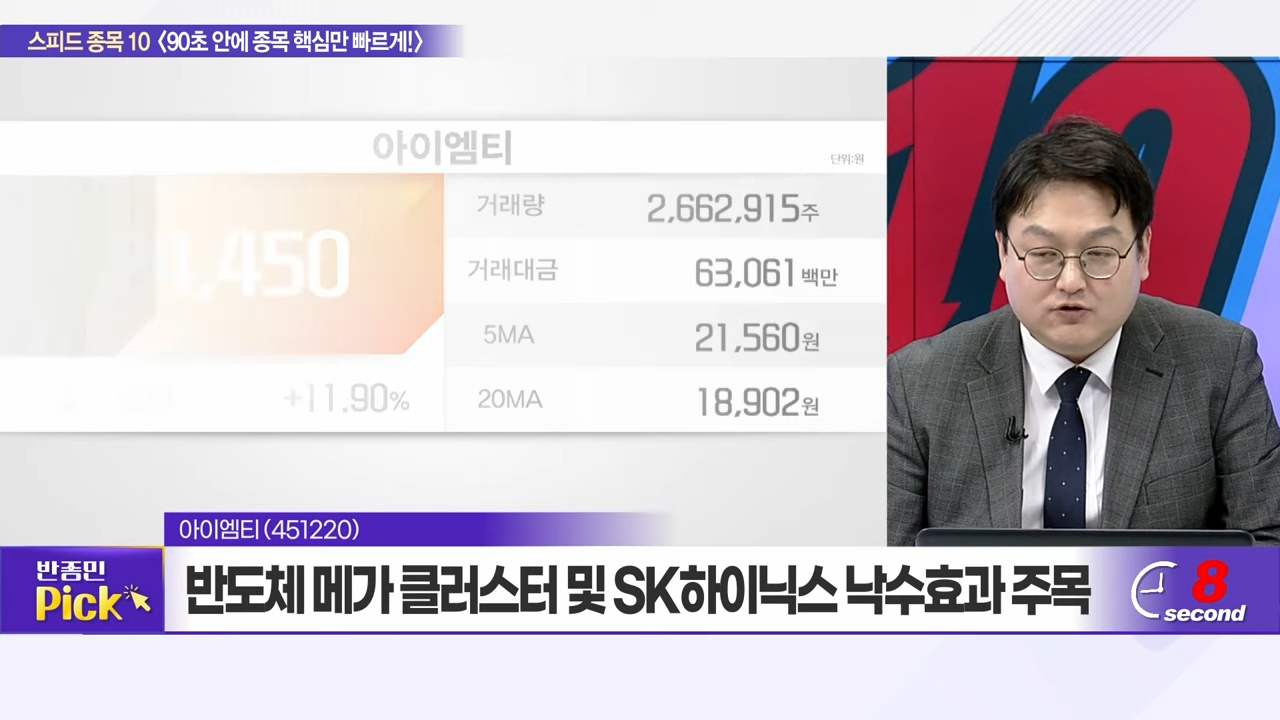 스피드 종목 10 〈90초 안에 종목 핵심만 빠르게!〉
아이엠티
단위:원
거래량 2,662,915주
거래대금 63,061 백만
5MA 21,560원
+11.90%
20MA 18,902원
아이엠티 (451220)
반종민
Pick
반도체 메가 클러스터 및 SK하이닉스 낙수효과 주목
8
second
10